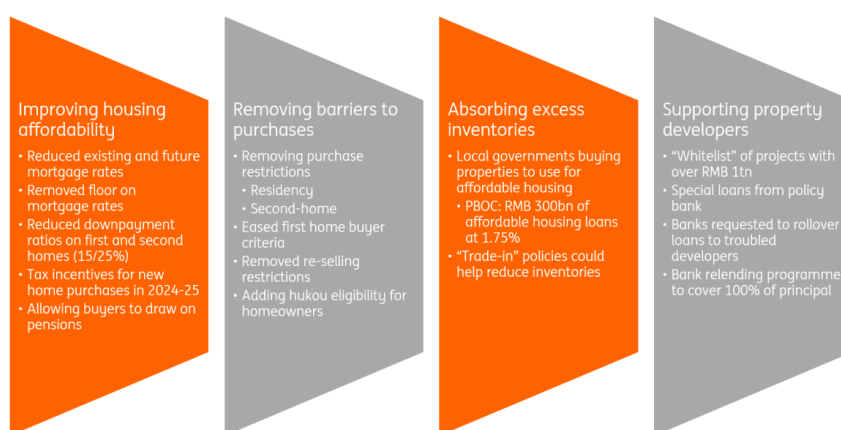 Improving housing
affordability
• Reduced existing and future
mortgage rates
• Removed floor on
mortgage rates
• Reduced downpayment
ratios on first and second
homes (15/25%)
• Tax incentives for new
home purchases in 2024-25
• Allowing buyers to draw on
pensions
Removing barriers to
purchases
• Removing purchase
restrictions
• Residency
• Second-home
• Eased first home buyer
criteria
• Removed re-selling
restrictions
• Adding hukou eligibility for
homeowners
Absorbing excess
inventories
• Local governments buying
properties to use for
affordable housing
• PBOC: RMB 300bn of
affordable housing loans
at 1.75%
• “Trade-in” policies could
help reduce inventories
Supporting property
developers
• “Whitelist” of projects with
over RMB 1tn
• Special loans from policy
bank
• Banks requested to rollover
loans to troubled
developers
• Bank relending programme
to cover 100% of principal